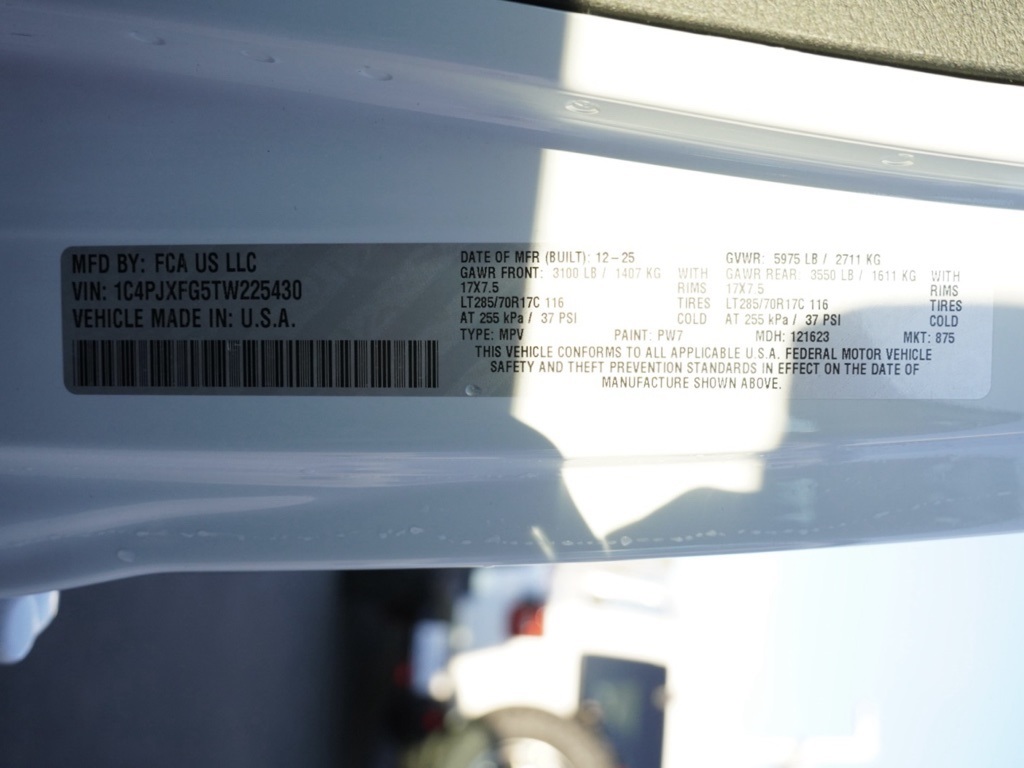 MFD BY: FCA US LLC
VIN: 1C4PJXFG5TW225430
VEHICLE MADE IN: U.S.A.
DATE OF MFR (BUILT): 12-25 GVWR: 5975 LB / 2711 KG
GAWR FRONT: 3100 LB / 1407 KG WITH GAWR REAR: 3550 LB / 1611 KG WITH
17X7.5 RIMS 17X7.5 RIMS
LT285/70R17C 116 TIRES LT285/70R17C 116 TIRES
AT 255 kPa / 37 PSI COLD AT 255 kPa / 37 PSI COLD
TYPE: MPV PAINT: PW7 MDH: 121623 MKT: 875
THIS VEHICLE CONFORMS TO ALL APPLICABLE U.S.A. FEDERAL MOTOR VEHICLE
SAFETY AND THEFT PREVENTION STANDARDS IN EFFECT ON THE DATE OF
MANUFACTURE SHOWN ABOVE.